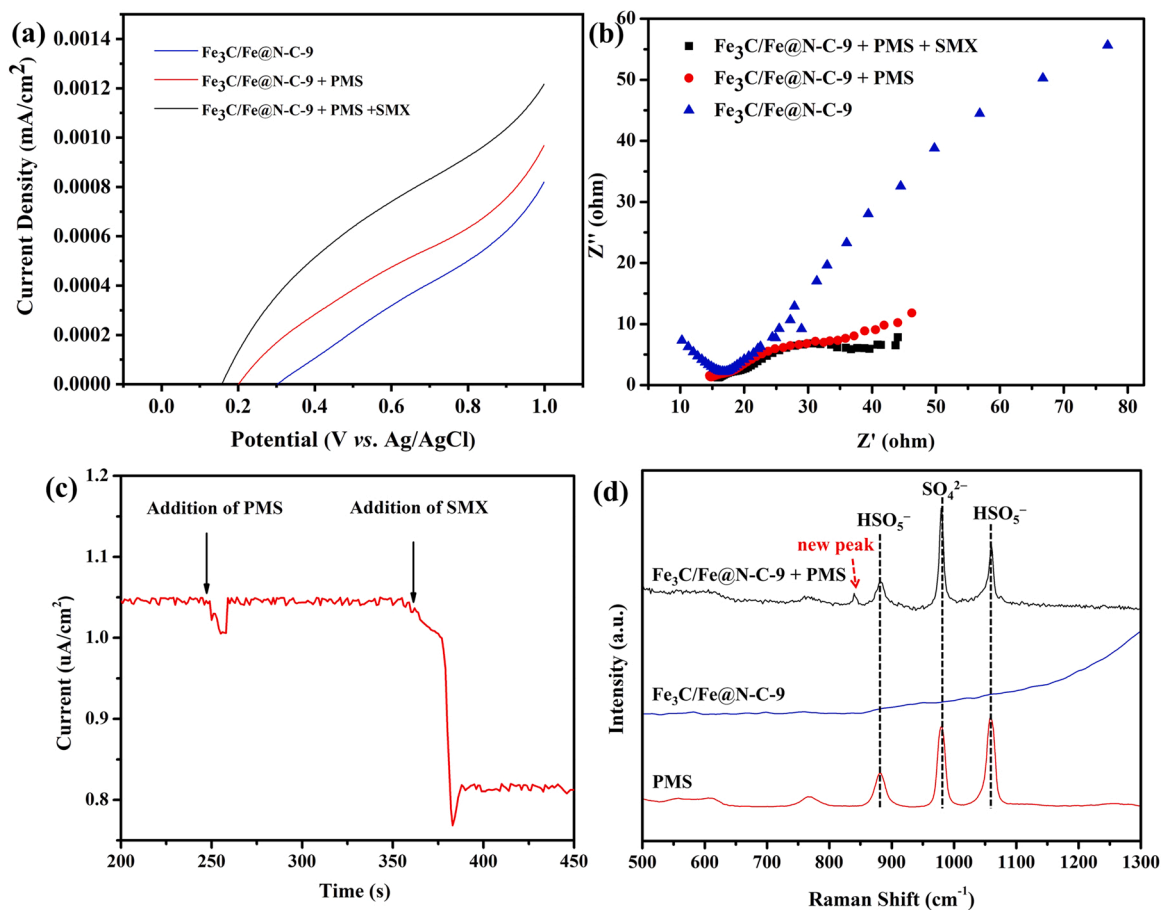 (a)
0.0014
0.0012
0.0010
0.0008
0.0006
0.0004
0.0002
0.0000
Current Density (mA/cm²)
Fe₃C/Fe@N-C-9
Fe₃C/Fe@N-C-9 + PMS
Fe₃C/Fe@N-C-9 + PMS +SMX
0.0 0.2 0.4 0.6 0.8 1.0
Potential (V vs. Ag/AgCl)
(b)
60
50
40
30
20
10
0
Z'' (ohm)
Fe₃C/Fe@N-C-9 + PMS + SMX
Fe₃C/Fe@N-C-9 + PMS
Fe₃C/Fe@N-C-9
10 20 30 40 50 60 70 80
Z' (ohm)
(c)
1.2
1.1
1.0
0.9
0.8
Current (uA/cm²)
Addition of PMS
Addition of SMX
200 250 300 350 400 450
Time (s)
(d)
Intensity (a.u.)
SO₄²⁻
HSO₅⁻
HSO₅⁻
new peak
Fe₃C/Fe@N-C-9 + PMS
Fe₃C/Fe@N-C-9
PMS
500 600 700 800 900 1000 1100 1200 1300
Raman Shift (cm⁻¹)